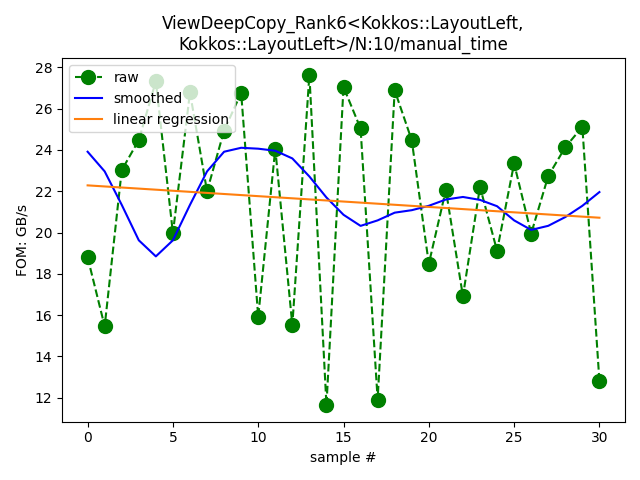 ViewDeepCopy_Rank6<Kokkos::LayoutLeft,
Kokkos::LayoutLeft>/N:10/manual_time
28
26
24
22
20
18
16
14
12
FOM: GB/s
raw
smoothed
linear regression
0
5
10
15
20
25
30
sample #